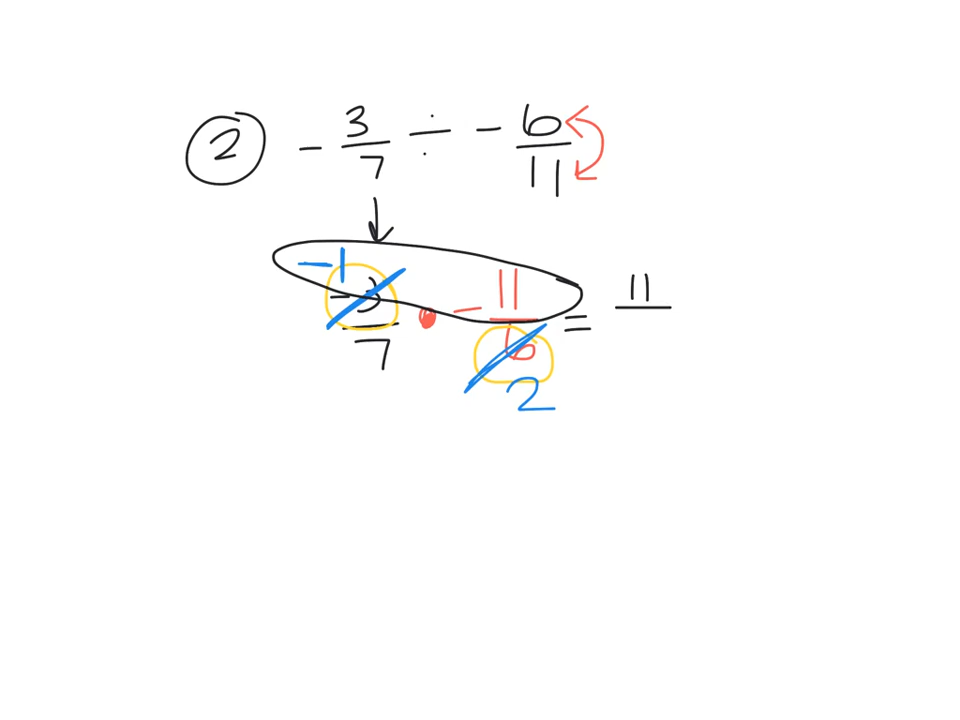 ② - 3/7 ÷ - 6/11
-1
-3/7 • - 11/6 = 11
2